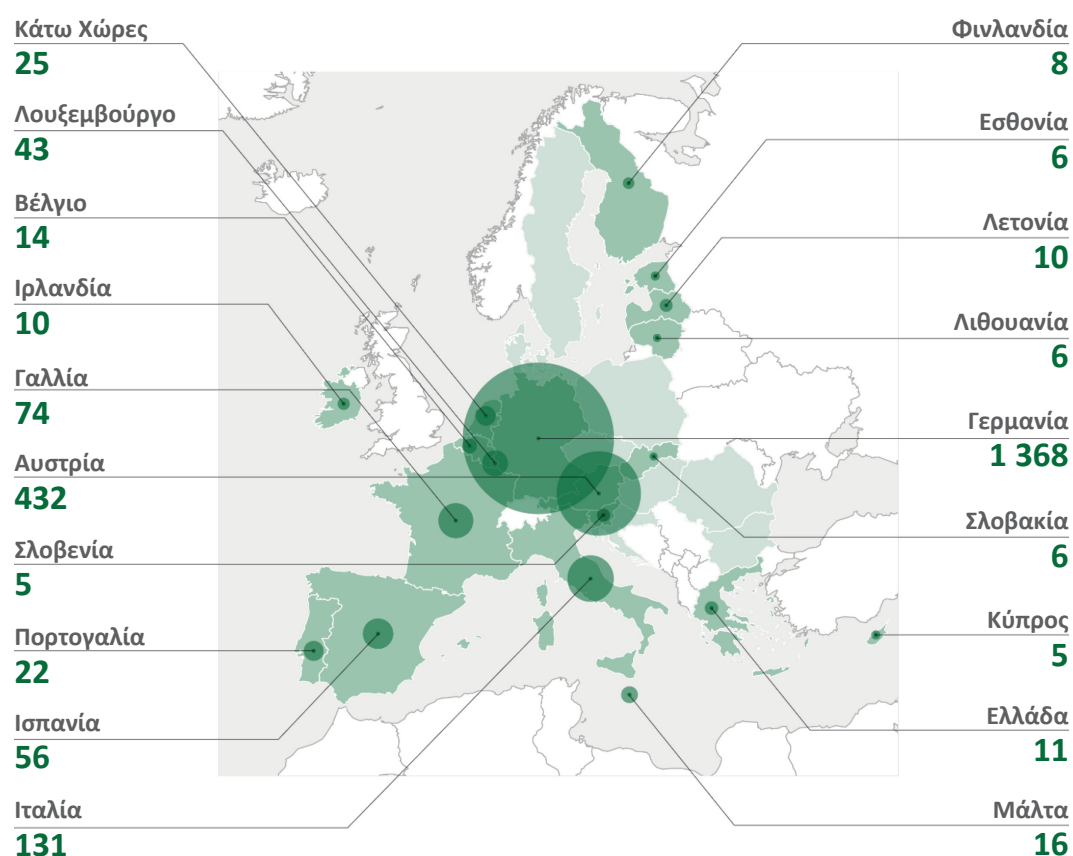 Κάτω Χώρες
25
Λουξεμβούργο
43
Βέλγιο
14
Ιρλανδία
10
Γαλλία
74
Αυστρία
432
Σλοβενία
5
Πορτογαλία
22
Ισπανία
56
Ιταλία
131
Φινλανδία
8
Εσθονία
6
Λετονία
10
Λιθουανία
6
Γερμανία
1 368
Σλοβακία
6
Κύπρος
5
Ελλάδα
11
Μάλτα
16